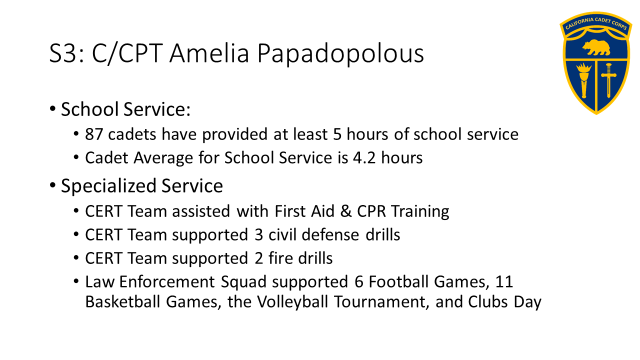 CALIFORNIA CADET CORPS
S3: C/CPT Amelia Papadopolous
• School Service:
• 87 cadets have provided at least 5 hours of school service
• Cadet Average for School Service is 4.2 hours
• Specialized Service
• CERT Team assisted with First Aid & CPR Training
• CERT Team supported 3 civil defense drills
• CERT Team supported 2 fire drills
• Law Enforcement Squad supported 6 Football Games, 11
Basketball Games, the Volleyball Tournament, and Clubs Day